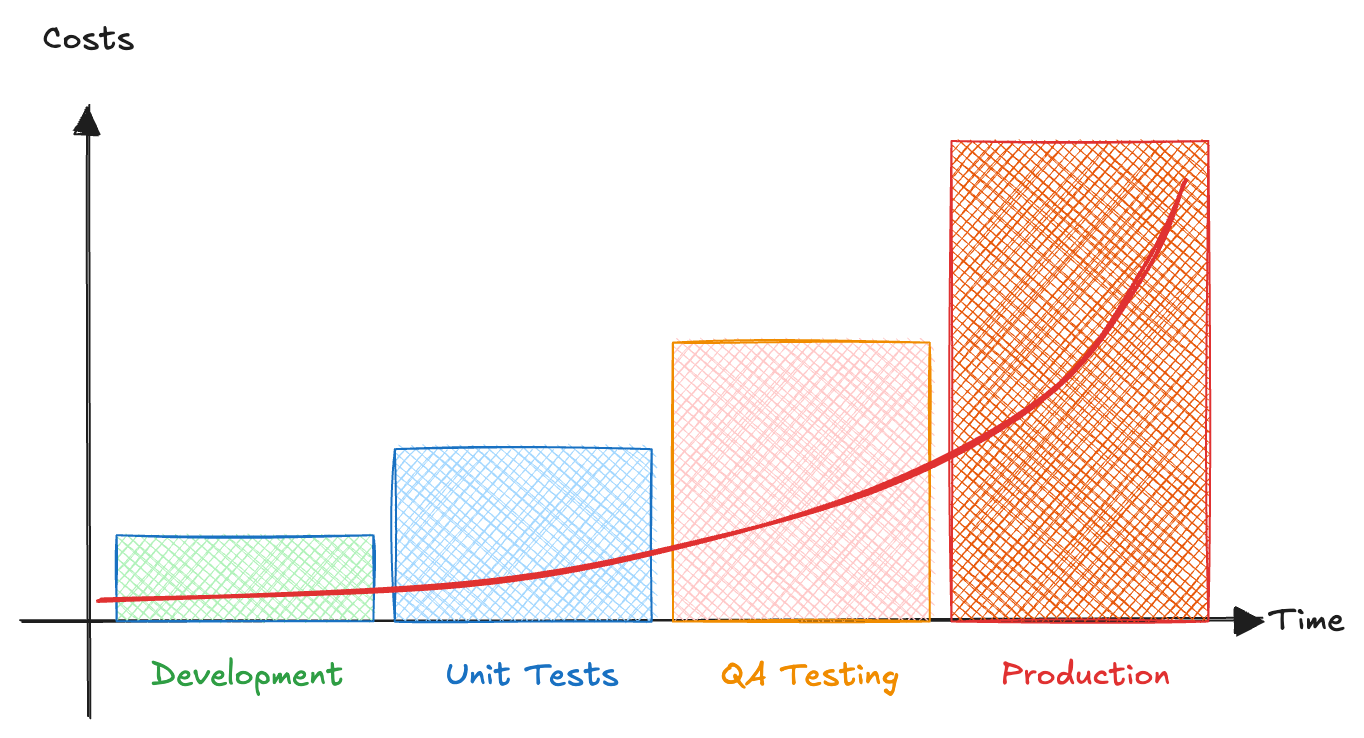 Costs
Time
Development
Unit Tests
QA Testing
Production